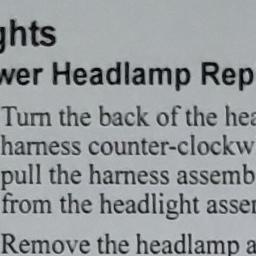 ghts
wer Headlamp Rep
Turn the back of the hea
harness counter-clockw
pull the harness assemb
from the headlight asser
Remove the headlamp a